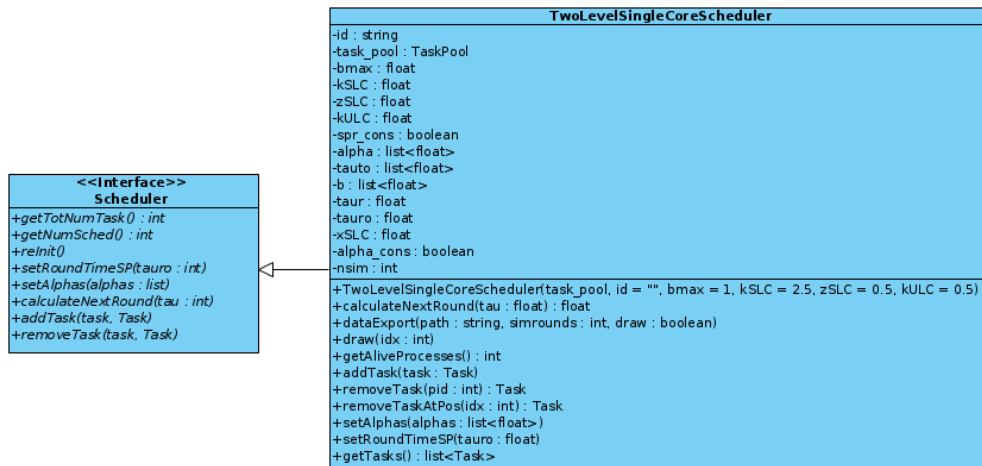 <<Interface>>
Scheduler
+getTotNumTask() : int
+getNumSched() : int
+reInit()
+setRoundTimeSP(tauro : int)
+setAlphas(alphas : list)
+calculateNextRound(tau : int)
+addTask(task, Task)
+removeTask(task, Task)
TwoLevelSingleCoreScheduler
-id : string
-task_pool : TaskPool
-bmax : float
-kSLC : float
-zSLC : float
-kULC : float
-spr_cons : boolean
-alpha : list<float>
-tauto : list<float>
-b : list<float>
-taur : float
-tauro : float
-xSLC : float
-alpha_cons : boolean
-nsim : int
+TwoLevelSingleCoreScheduler(task_pool, id = "", bmax = 1, kSLC = 2.5, zSLC = 0.5, kULC = 0.5)
+calculateNextRound(tau : float) : float
+dataExport(path : string, simrounds : int, draw : boolean)
+draw(idx : int)
+getAliveProcesses() : int
+addTask(task : Task)
+removeTask(pid : int) : Task
+removeTaskAtPos(idx : int) : Task
+setAlphas(alphas : list<float>)
+setRoundTimeSP(tauro : float)
+getTasks() : list<Task>